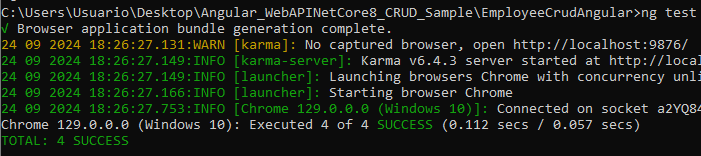 C:\Users\Usuario\Desktop\Angular_WebAPINetCore8_CRUD_Sample\EmployeeCrudAngular>ng test
√ Browser application bundle generation complete.
24 09 2024 18:26:27.131:WARN [karma]: No captured browser, open http://localhost:9876/
24 09 2024 18:26:27.149:INFO [karma-server]: Karma v6.4.3 server started at http://loca
24 09 2024 18:26:27.149:INFO [launcher]: Launching browsers Chrome with concurrency unli
24 09 2024 18:26:27.166:INFO [launcher]: Starting browser Chrome
24 09 2024 18:26:27.753:INFO [Chrome 129.0.0.0 (Windows 10)]: Connected on socket a2YQ84
Chrome 129.0.0.0 (Windows 10): Executed 4 of 4 SUCCESS (0.112 secs / 0.057 secs)
TOTAL: 4 SUCCESS